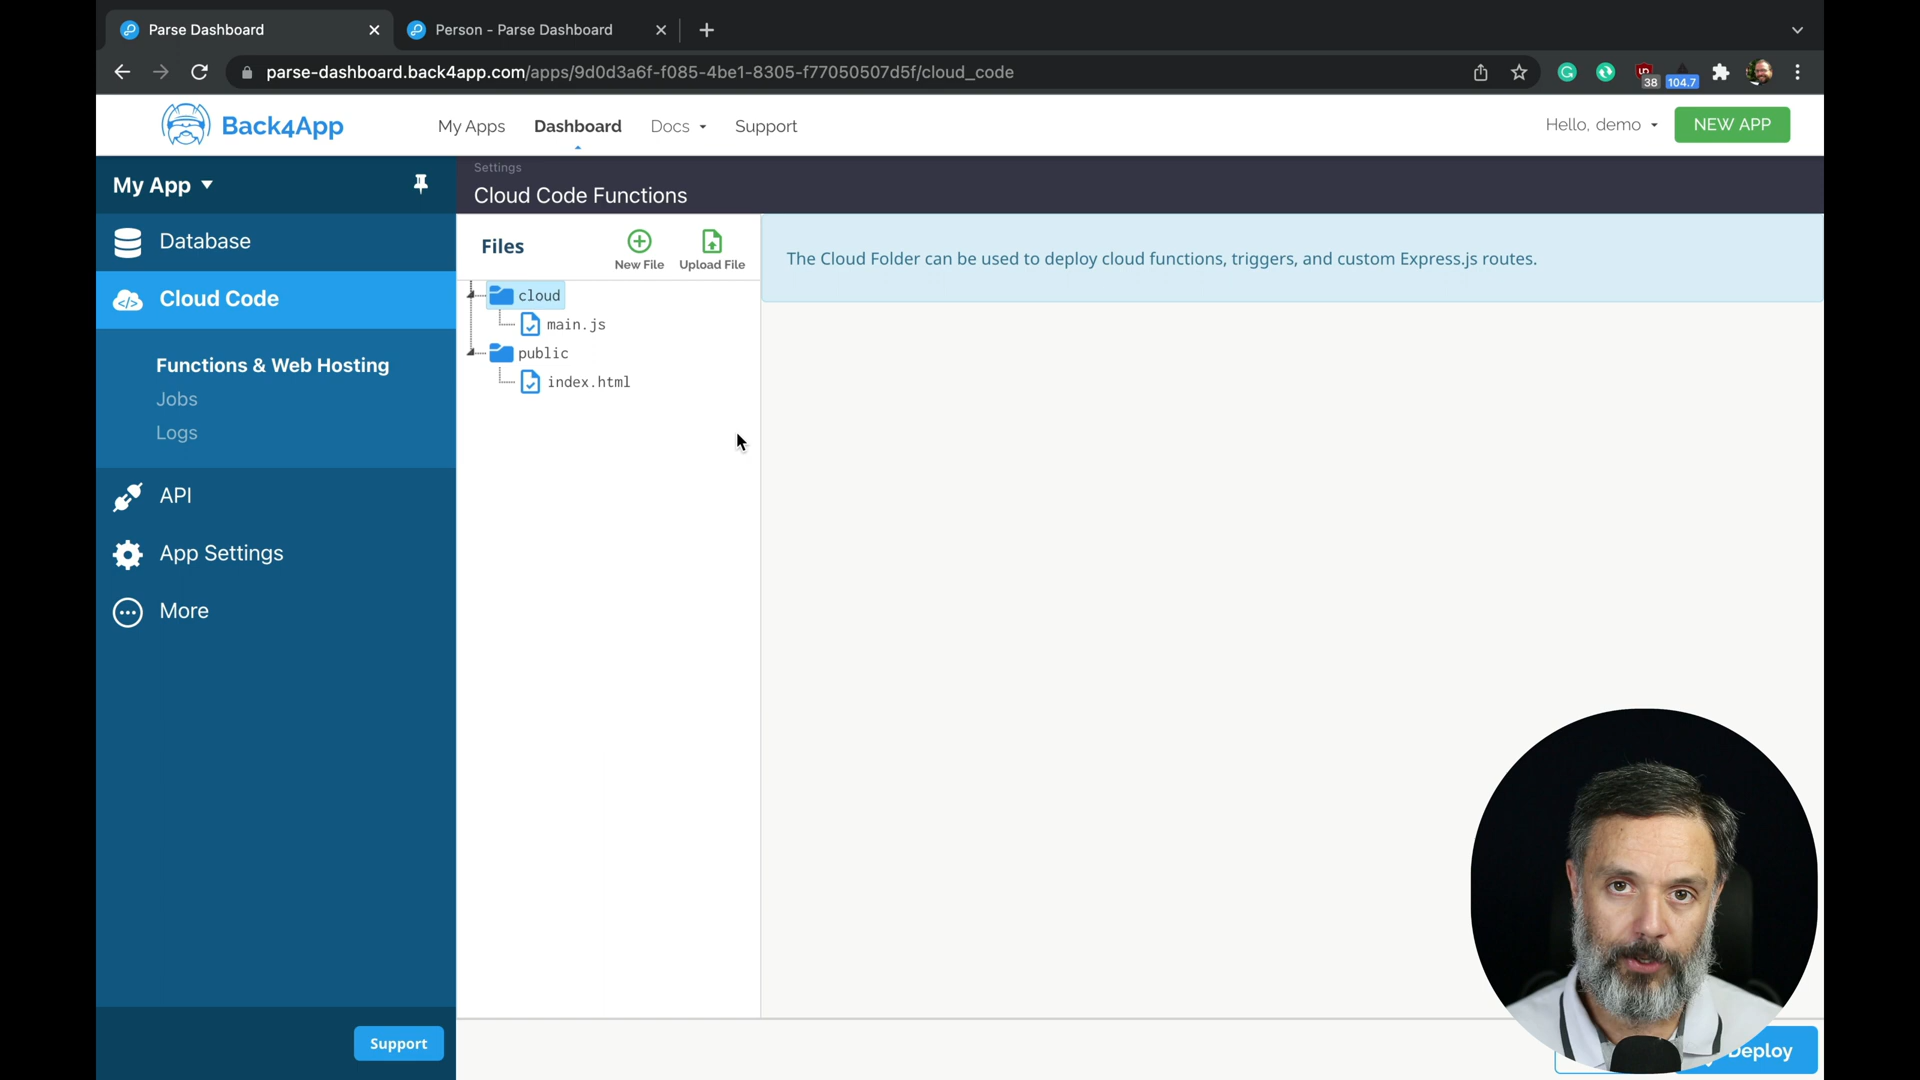 Parse Dashboard
Person - Parse Dashboard
parse-dashboard.back4app.com/apps/9d0d3a6f-f085-4be1-8305-f77050507d5f/cloud_code
38
104.7
Back4App
My Apps
Dashboard
Docs
Support
Hello, demo
NEW APP
My App
Settings
Cloud Code Functions
Database
Cloud Code
Functions & Web Hosting
Jobs
Logs
API
App Settings
More
Support
Files
New File
Upload File
cloud
main.js
public
index.html
The Cloud Folder can be used to deploy cloud functions, triggers, and custom Express.js routes.
Deploy